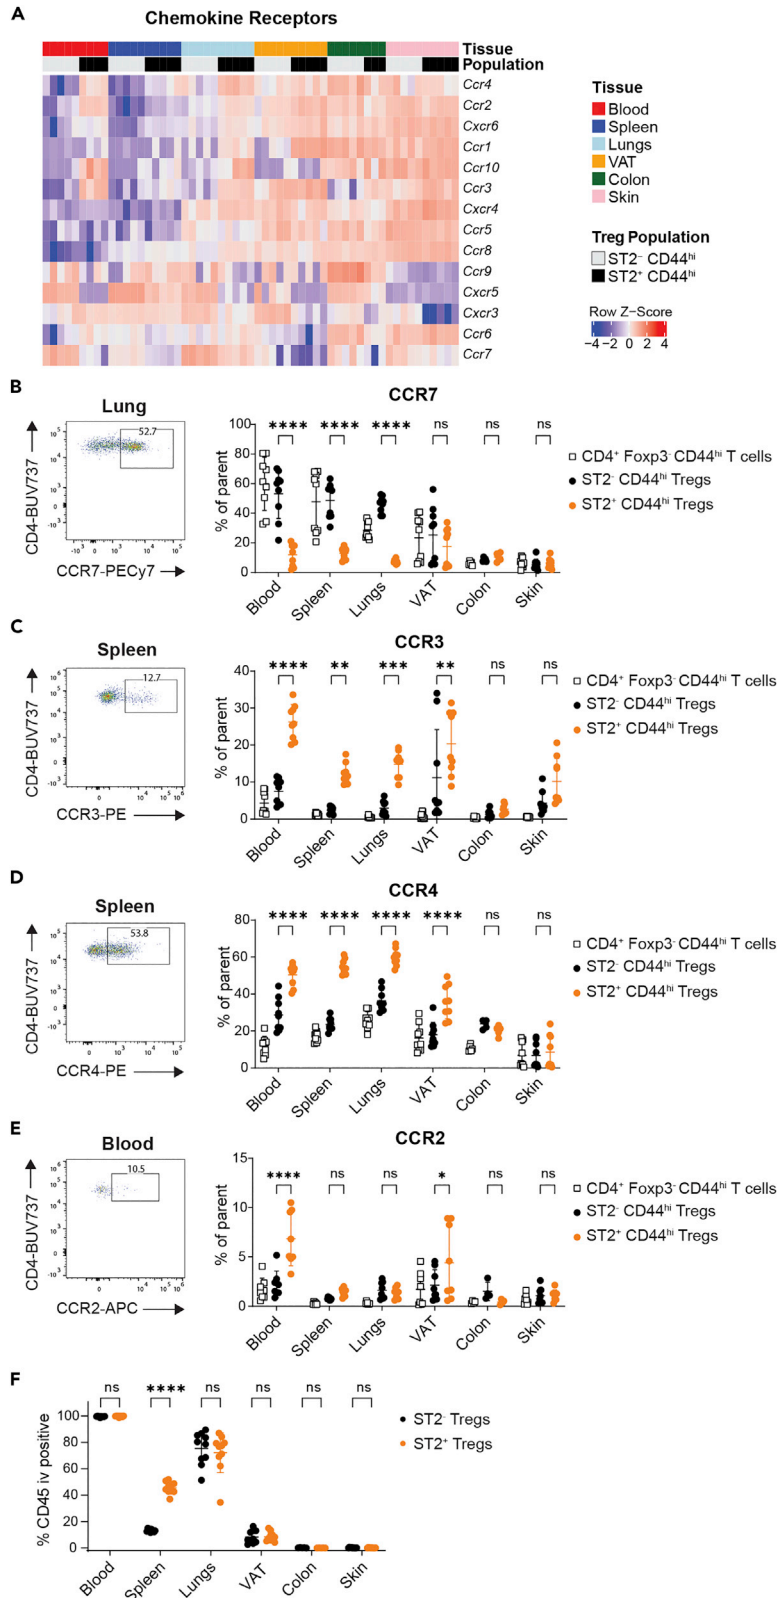 A
Chemokine Receptors
Tissue
Population
Ccr4
Ccr2
Cxcr6
Ccr1
Ccr10
Ccr3
Cxcr4
Ccr5
Ccr8
Ccr9
Cxcr5
Cxcr3
Ccr6
Ccr7
Tissue
Blood
Spleen
Lungs
VAT
Colon
Skin
Treg Population
ST2⁻ CD44ʰⁱ
ST2⁺ CD44ʰⁱ
Row Z-Score
−4 −2 0 2 4
B
Lung
52.7
10⁵
10⁴
10³
0
-10³
-10³ 0 10³ 10⁴ 10⁵
CD4-BUV737
CCR7-PECy7
CCR7
**** **** **** ns ns ns
% of parent
100
80
60
40
20
0
Blood Spleen Lungs VAT Colon Skin
CD4⁺ Foxp3⁻ CD44ʰⁱ T cells
ST2⁻ CD44ʰⁱ Tregs
ST2⁺ CD44ʰⁱ Tregs
C
Spleen
12.7
CD4-BUV737
CCR3-PE
CCR3
**** ** *** ** ns ns
% of parent
40
30
20
10
0
Blood Spleen Lungs VAT Colon Skin
CD4⁺ Foxp3⁻ CD44ʰⁱ T cells
ST2⁻ CD44ʰⁱ Tregs
ST2⁺ CD44ʰⁱ Tregs
D
Spleen
53.8
CD4-BUV737
CCR4-PE
CCR4
**** **** **** **** ns ns
% of parent
80
60
40
20
0
Blood Spleen Lungs VAT Colon Skin
CD4⁺ Foxp3⁻ CD44ʰⁱ T cells
ST2⁻ CD44ʰⁱ Tregs
ST2⁺ CD44ʰⁱ Tregs
E
Blood
10.5
CD4-BUV737
CCR2-APC
CCR2
**** ns ns * ns ns
% of parent
15
10
5
0
Blood Spleen Lungs VAT Colon Skin
CD4⁺ Foxp3⁻ CD44ʰⁱ T cells
ST2⁻ CD44ʰⁱ Tregs
ST2⁺ CD44ʰⁱ Tregs
F
ns **** ns ns ns ns
% CD45 iv positive
100
80
60
40
20
0
Blood Spleen Lungs VAT Colon Skin
ST2⁻ Tregs
ST2⁺ Tregs